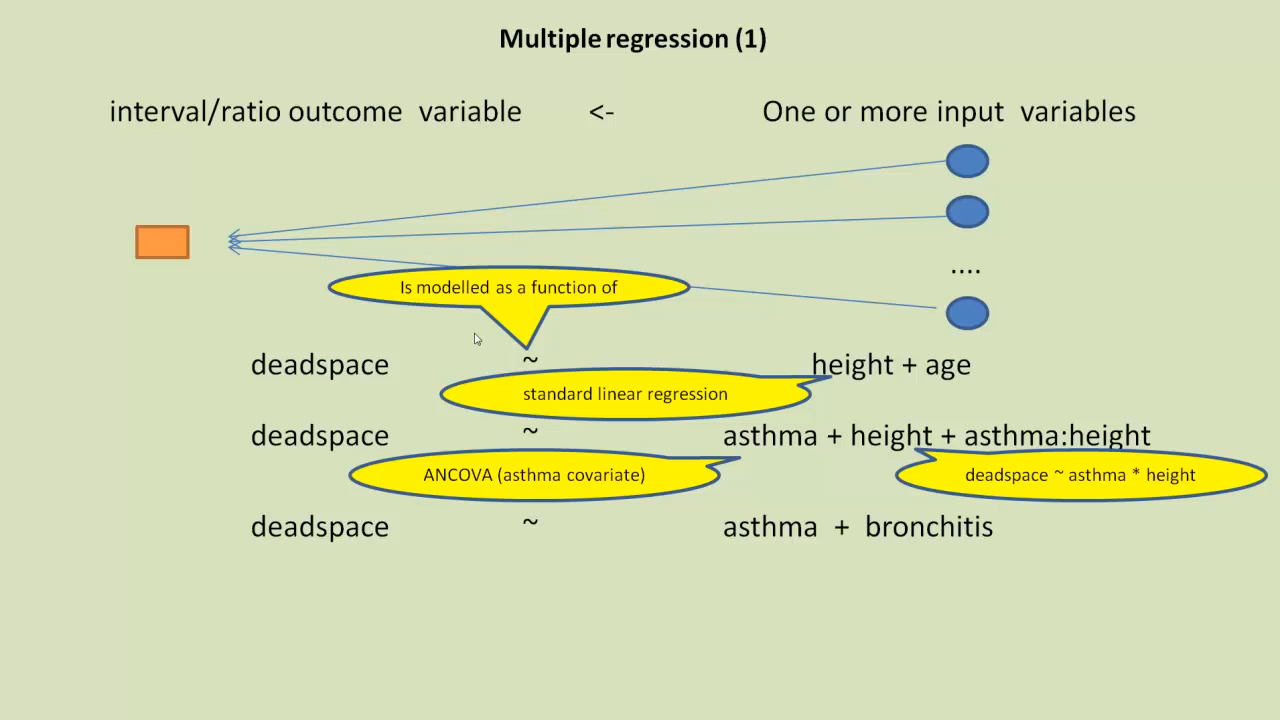 Multiple regression (1)
interval/ratio outcome variable <- One or more input variables
....
Is modelled as a function of
deadspace ~ height + age
standard linear regression
deadspace ~ asthma + height + asthma:height
ANCOVA (asthma covariate) deadspace ~ asthma * height
deadspace ~ asthma + bronchitis